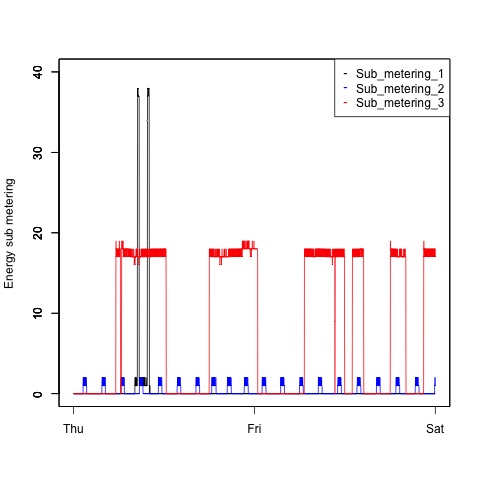 Sub_metering_1
Sub_metering_2
Sub_metering_3
Energy sub metering
40
30
20
10
0
Thu Fri Sat